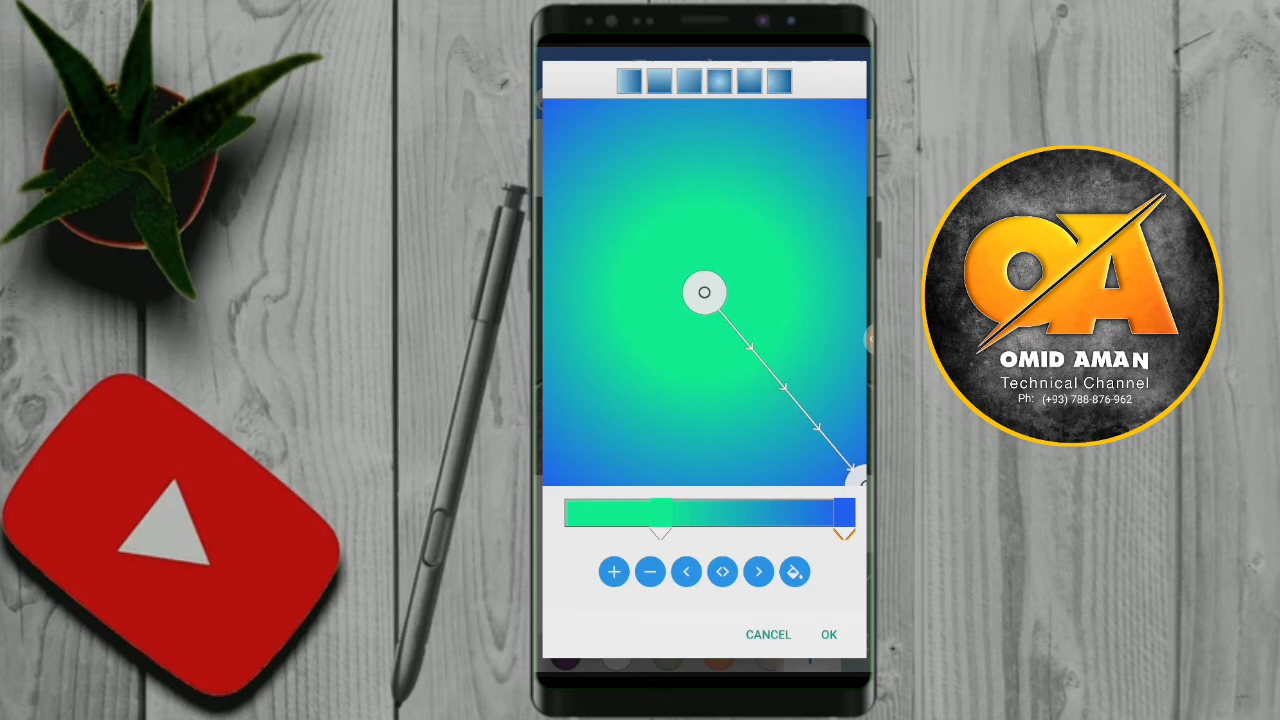 CANCEL OK
OA
OMID AMAN
Technical Channel
Ph: (+93) 788-876-962